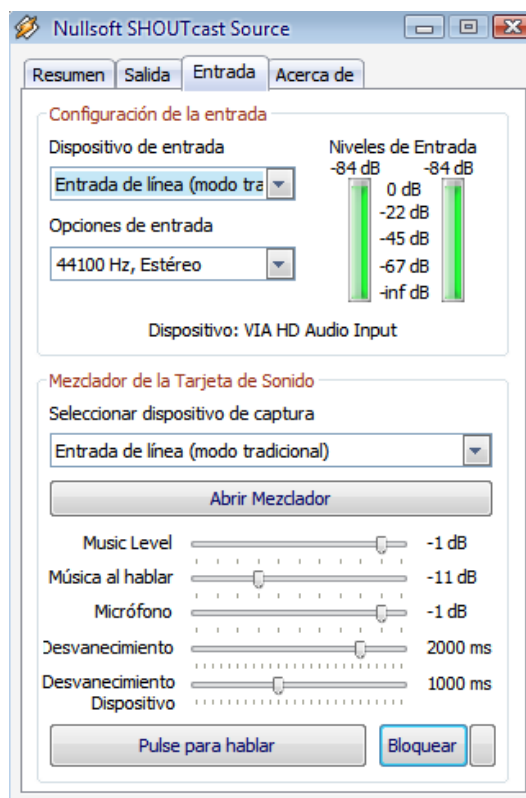 Nullsoft SHOUTcast Source
Resumen Salida Entrada Acerca de
Configuración de la entrada
Dispositivo de entrada
Niveles de Entrada
-84 dB -84 dB
Entrada de línea (modo tra
0 dB
-22 dB
-45 dB
-67 dB
-inf dB
Opciones de entrada
44100 Hz, Estéreo
Dispositivo: VIA HD Audio Input
Mezclador de la Tarjeta de Sonido
Seleccionar dispositivo de captura
Entrada de línea (modo tradicional)
Abrir Mezclador
Music Level -1 dB
Música al hablar -11 dB
Micrófono -1 dB
Desvanecimiento 2000 ms
Desvanecimiento 1000 ms
Dispositivo
Pulse para hablar Bloquear